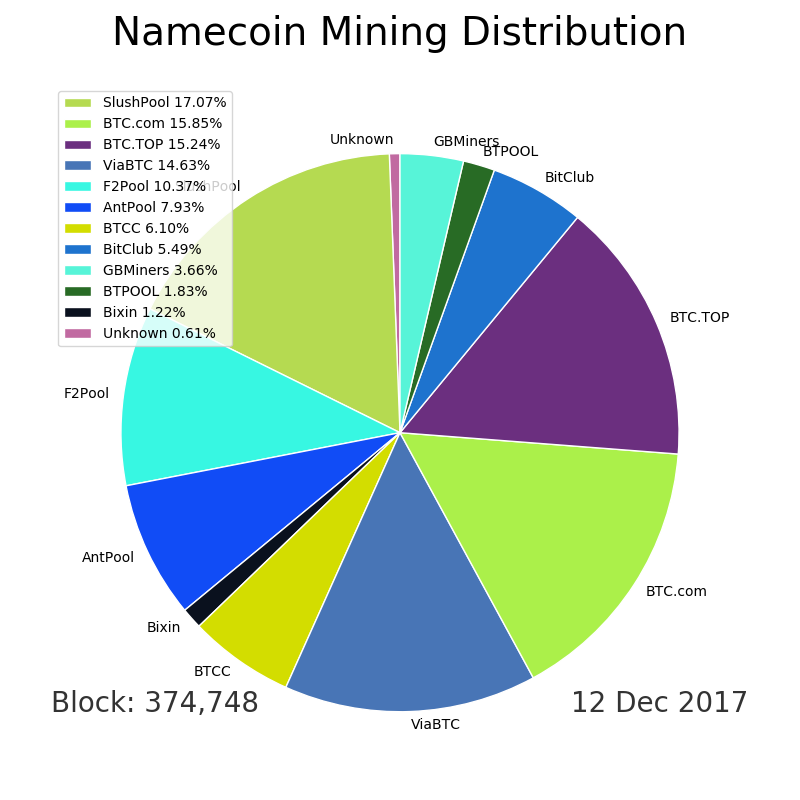 Namecoin Mining Distribution
SlushPool 17.07%
BTC.com 15.85%
BTC.TOP 15.24%
ViaBTC 14.63%
F2Pool 10.37%
AntPool 7.93%
BTCC 6.10%
BitClub 5.49%
GBMiners 3.66%
BTPOOL 1.83%
Bixin 1.22%
Unknown 0.61%
Unknown
GBMiners
BTPOOL
BitClub
SlushPool
BTC.TOP
F2Pool
AntPool
BTC.com
Bixin
BTCC
ViaBTC
Block: 374,748
12 Dec 2017